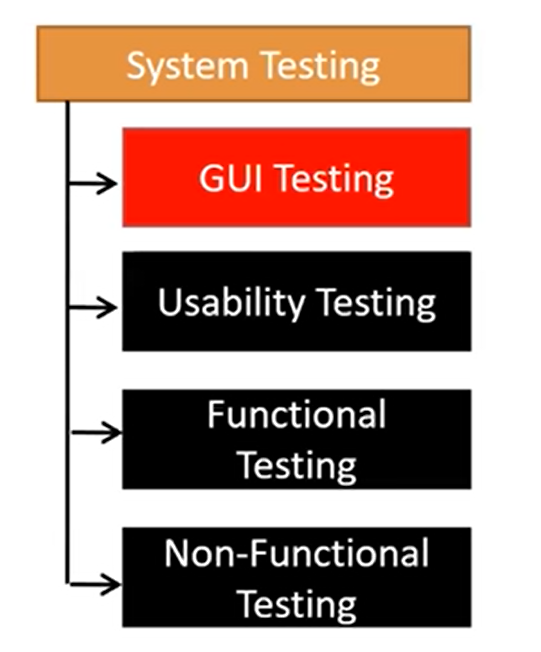 System Testing
GUI Testing
Usability Testing
Functional
Testing
Non-Functional
Testing